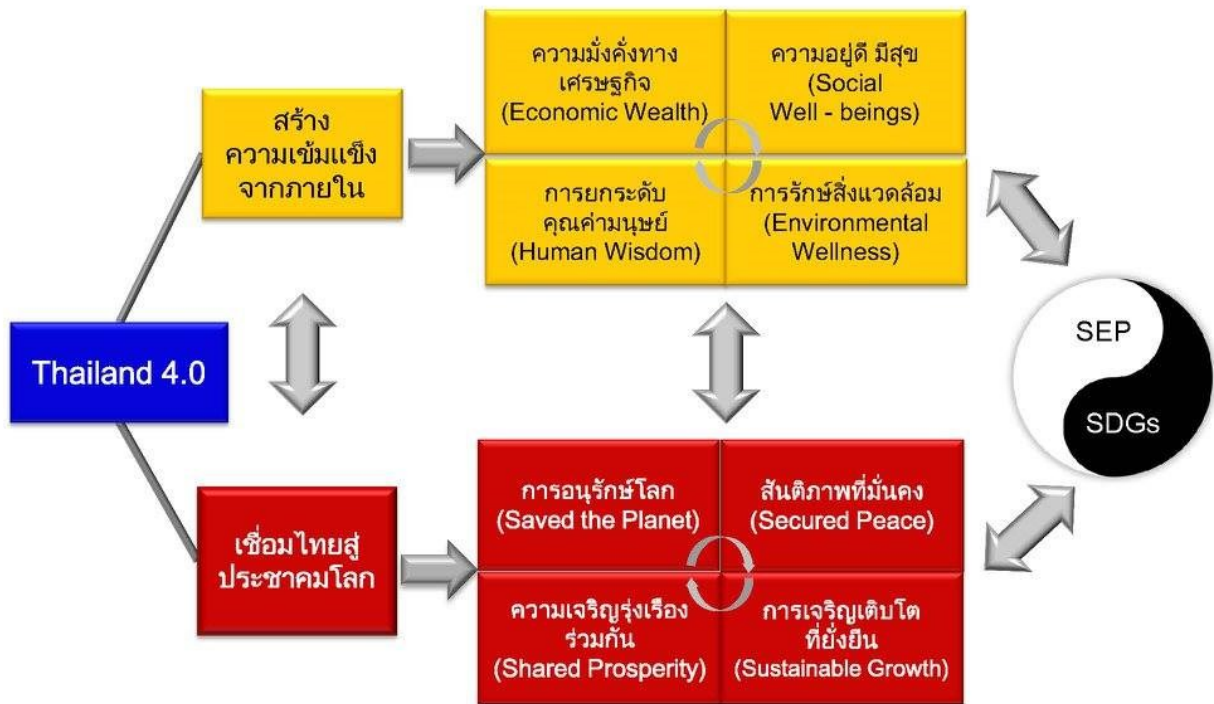 Thailand 4.0
สร้าง
ความเข้มแข็ง
จากภายใน
ความมั่งคั่งทาง
เศรษฐกิจ
(Economic Wealth)
ความอยู่ดี มีสุข
(Social
Well - beings)
การยกระดับ
คุณค่ามนุษย์
(Human Wisdom)
การรักษ์สิ่งแวดล้อม
(Environmental
Wellness)
เชื่อมไทยสู่
ประชาคมโลก
การอนุรักษ์โลก
(Saved the Planet)
สันติภาพที่มั่นคง
(Secured Peace)
ความเจริญรุ่งเรือง
ร่วมกัน
(Shared Prosperity)
การเจริญเติบโต
ที่ยั่งยืน
(Sustainable Growth)
SEP
SDGs